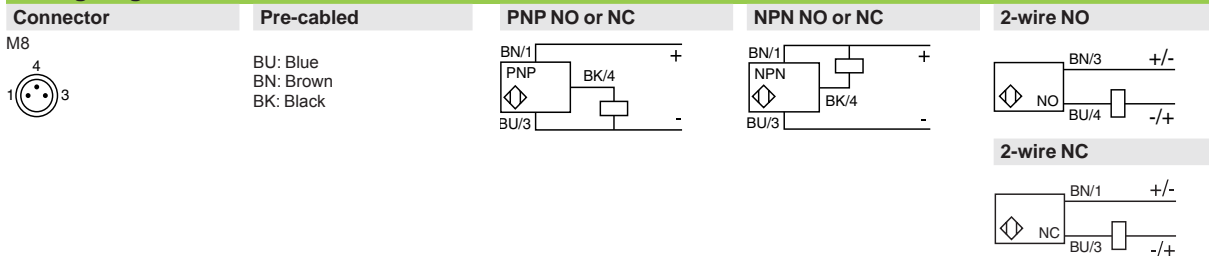 Connector
M8
4
1
3
Pre-cabled
BU: Blue
BN: Brown
BK: Black
PNP NO or NC
BN/1
+
PNP
BK/4
BU/3
-
NPN NO or NC
BN/1
+
NPN
BK/4
BU/3
-
2-wire NO
BN/3 +/-
NO
BU/4 -/+
2-wire NC
BN/1 +/-
NC
BU/3 -/+